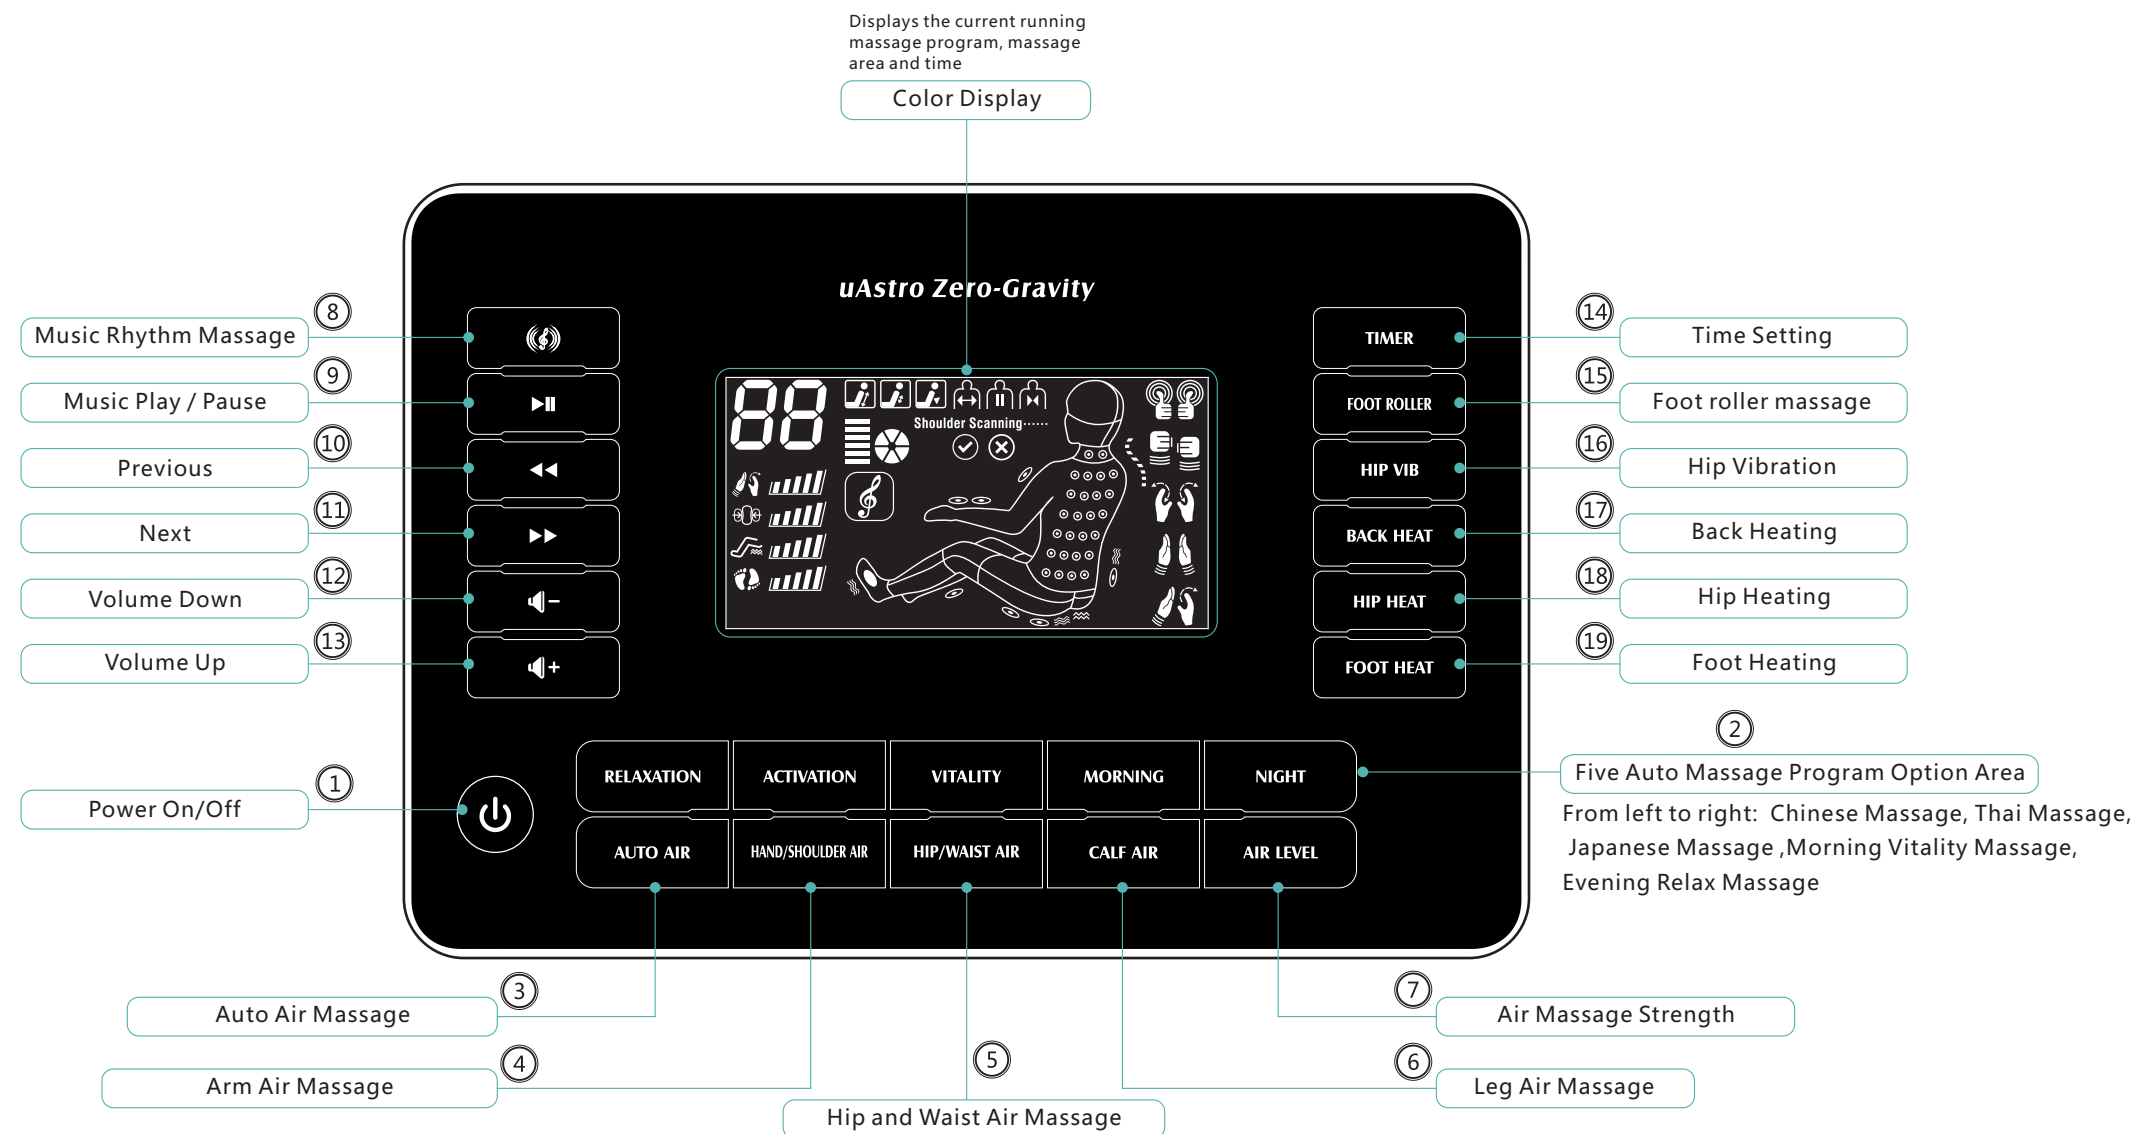 Displays the current running
massage program, massage
area and time
Color Display
uAstro Zero-Gravity
8
Music Rhythm Massage
9
Music Play / Pause
10
Previous
11
Next
12
Volume Down
13
Volume Up
1
Power On/Off
88
Shoulder Scanning······
TIMER
FOOT ROLLER
HIP VIB
BACK HEAT
HIP HEAT
FOOT HEAT
14
Time Setting
15
Foot roller massage
16
Hip Vibration
17
Back Heating
18
Hip Heating
19
Foot Heating
RELAXATION
ACTIVATION
VITALITY
MORNING
NIGHT
AUTO AIR
HAND/SHOULDER AIR
HIP/WAIST AIR
CALF AIR
AIR LEVEL
2
Five Auto Massage Program Option Area
From left to right: Chinese Massage, Thai Massage,
Japanese Massage ,Morning Vitality Massage,
Evening Relax Massage
3
Auto Air Massage
4
Arm Air Massage
5
Hip and Waist Air Massage
7
Air Massage Strength
6
Leg Air Massage